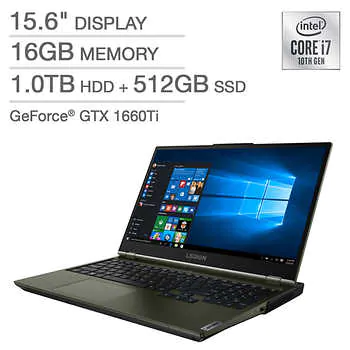 15.6" DISPLAY
16GB MEMORY
1.0TB HDD + 512GB SSD
GeForce® GTX 1660Ti
intel
CORE i7
10TH GEN
LEGION